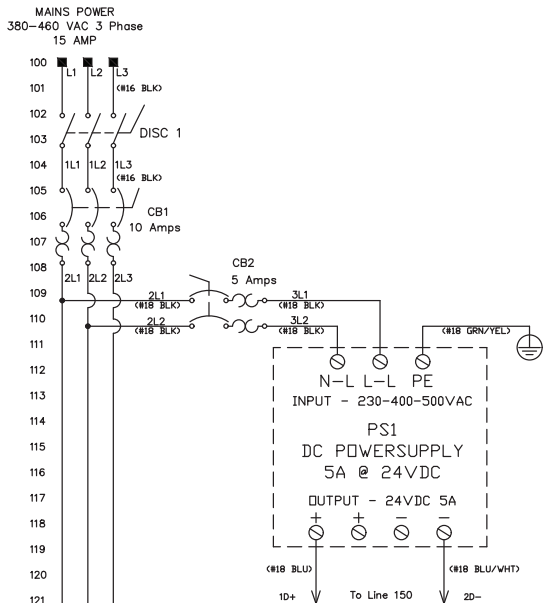 MAINS POWER
380-460 VAC 3 Phase
15 AMP
100 L1 L2 L3
101 (#16 BLK)
102
103 DISC 1
104 1L1 1L2 1L3
(#16 BLK)
105
106 CB1
10 Amps
107
108 CB2
2L1 2L2 2L3 5 Amps
109 2L1 3L1
(#18 BLK) (#18 BLK)
110 2L2 3L2
(#18 BLK) (#18 BLK) (#18 GRN/YEL)
111
112
N-L L-L PE
113 INPUT - 230-400-500VAC
114 PS1
115 DC POWERSUPPLY
116 5A @ 24VDC
117 OUTPUT - 24VDC 5A
118 + + - -
119
120 (#18 BLU) (#18 BLU/WHT)
121 1D+ To Line 150 2D-